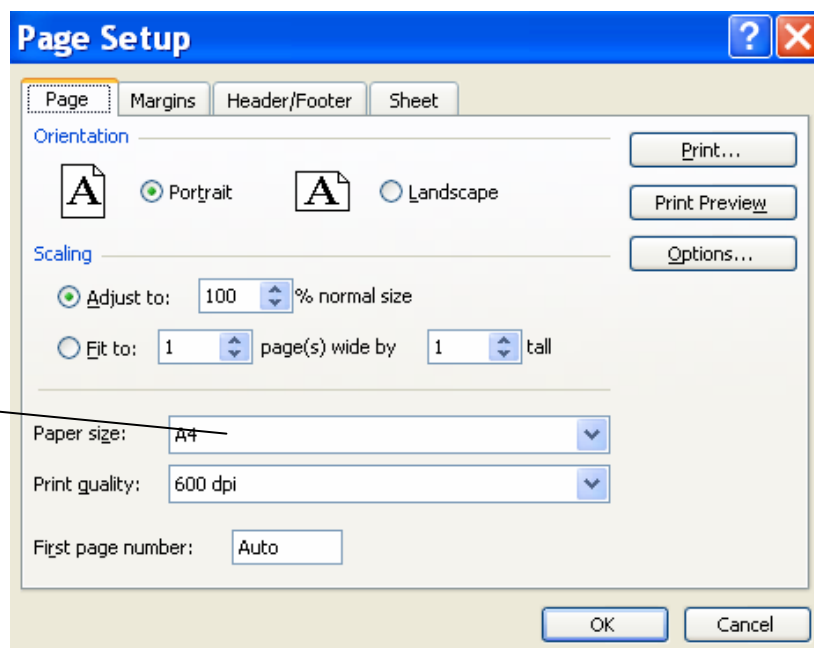 Page Setup
Page Margins Header/Footer Sheet
Orientation
A Portrait A Landscape
Print...
Print Preview
Options...
Scaling
Adjust to: 100 % normal size
Fit to: 1 page(s) wide by 1 tall
Paper size: A4
Print quality: 600 dpi
First page number: Auto
OK Cancel